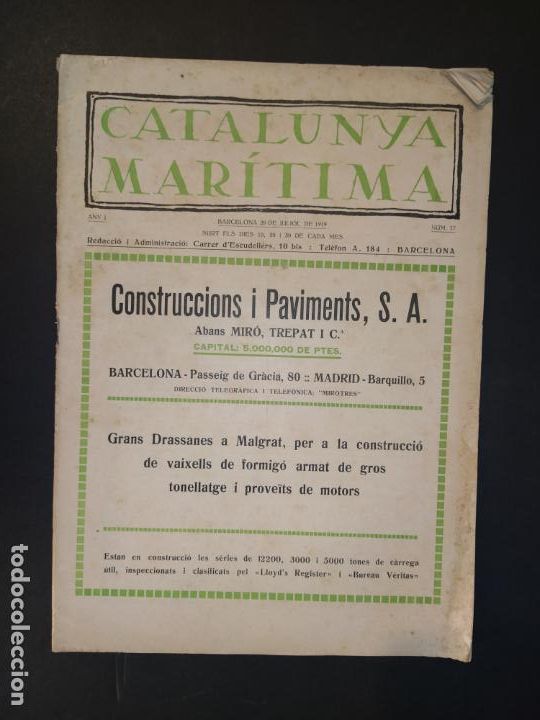 CATALUNYA
MARÍTIMA
ANY I BARCELONA 20 DE JULIOL DE 1919 NÚM. 17
SURT ELS DIES 10, 20 I 30 DE CADA MES
Redacció i Administració: Carrer d'Escudellers, 10 bis : Telèfon A. 184 : BARCELONA
Construccions i Paviments, S. A.
Abans MIRÓ, TREPAT I C.ª
CAPITAL: 5.000,000 DE PTES.
BARCELONA - Passeig de Gràcia, 80 :: MADRID - Barquillo, 5
DIRECCIÓ TELEGRÀFICA I TELEFÒNICA: "MIROTRES"
Grans Drassanes a Malgrat, per a la construcció
de vaixells de formigó armat de gros
tonellatge i proveïts de motors
Estan en construcció les séries de 12200, 3000 i 5000 tones de càrrega
útil, inspeccionats i clasificats pel «Lloyd's Register» i «Bureau Véritas»
todocoleccion